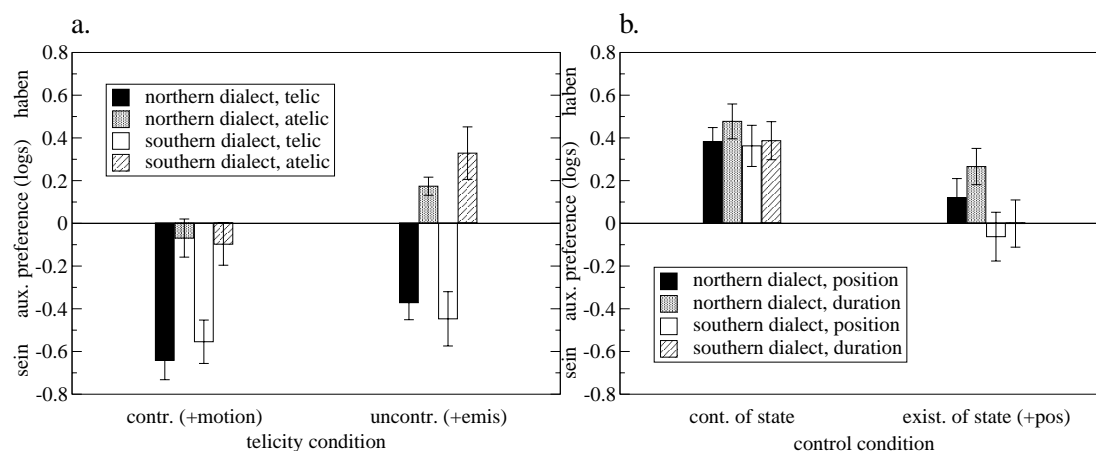 a.
0.8
0.6
0.4
0.2
0
-0.2
-0.4
-0.6
-0.8
sein aux. preference (logs) haben
northern dialect, telic
northern dialect, atelic
southern dialect, telic
southern dialect, atelic
contr. (+motion) uncontr. (+emis)
telicity condition
b.
0.8
0.6
0.4
0.2
0
-0.2
-0.4
-0.6
-0.8
sein aux. preference (logs) haben
northern dialect, position
northern dialect, duration
southern dialect, position
southern dialect, duration
cont. of state exist. of state (+pos)
control condition